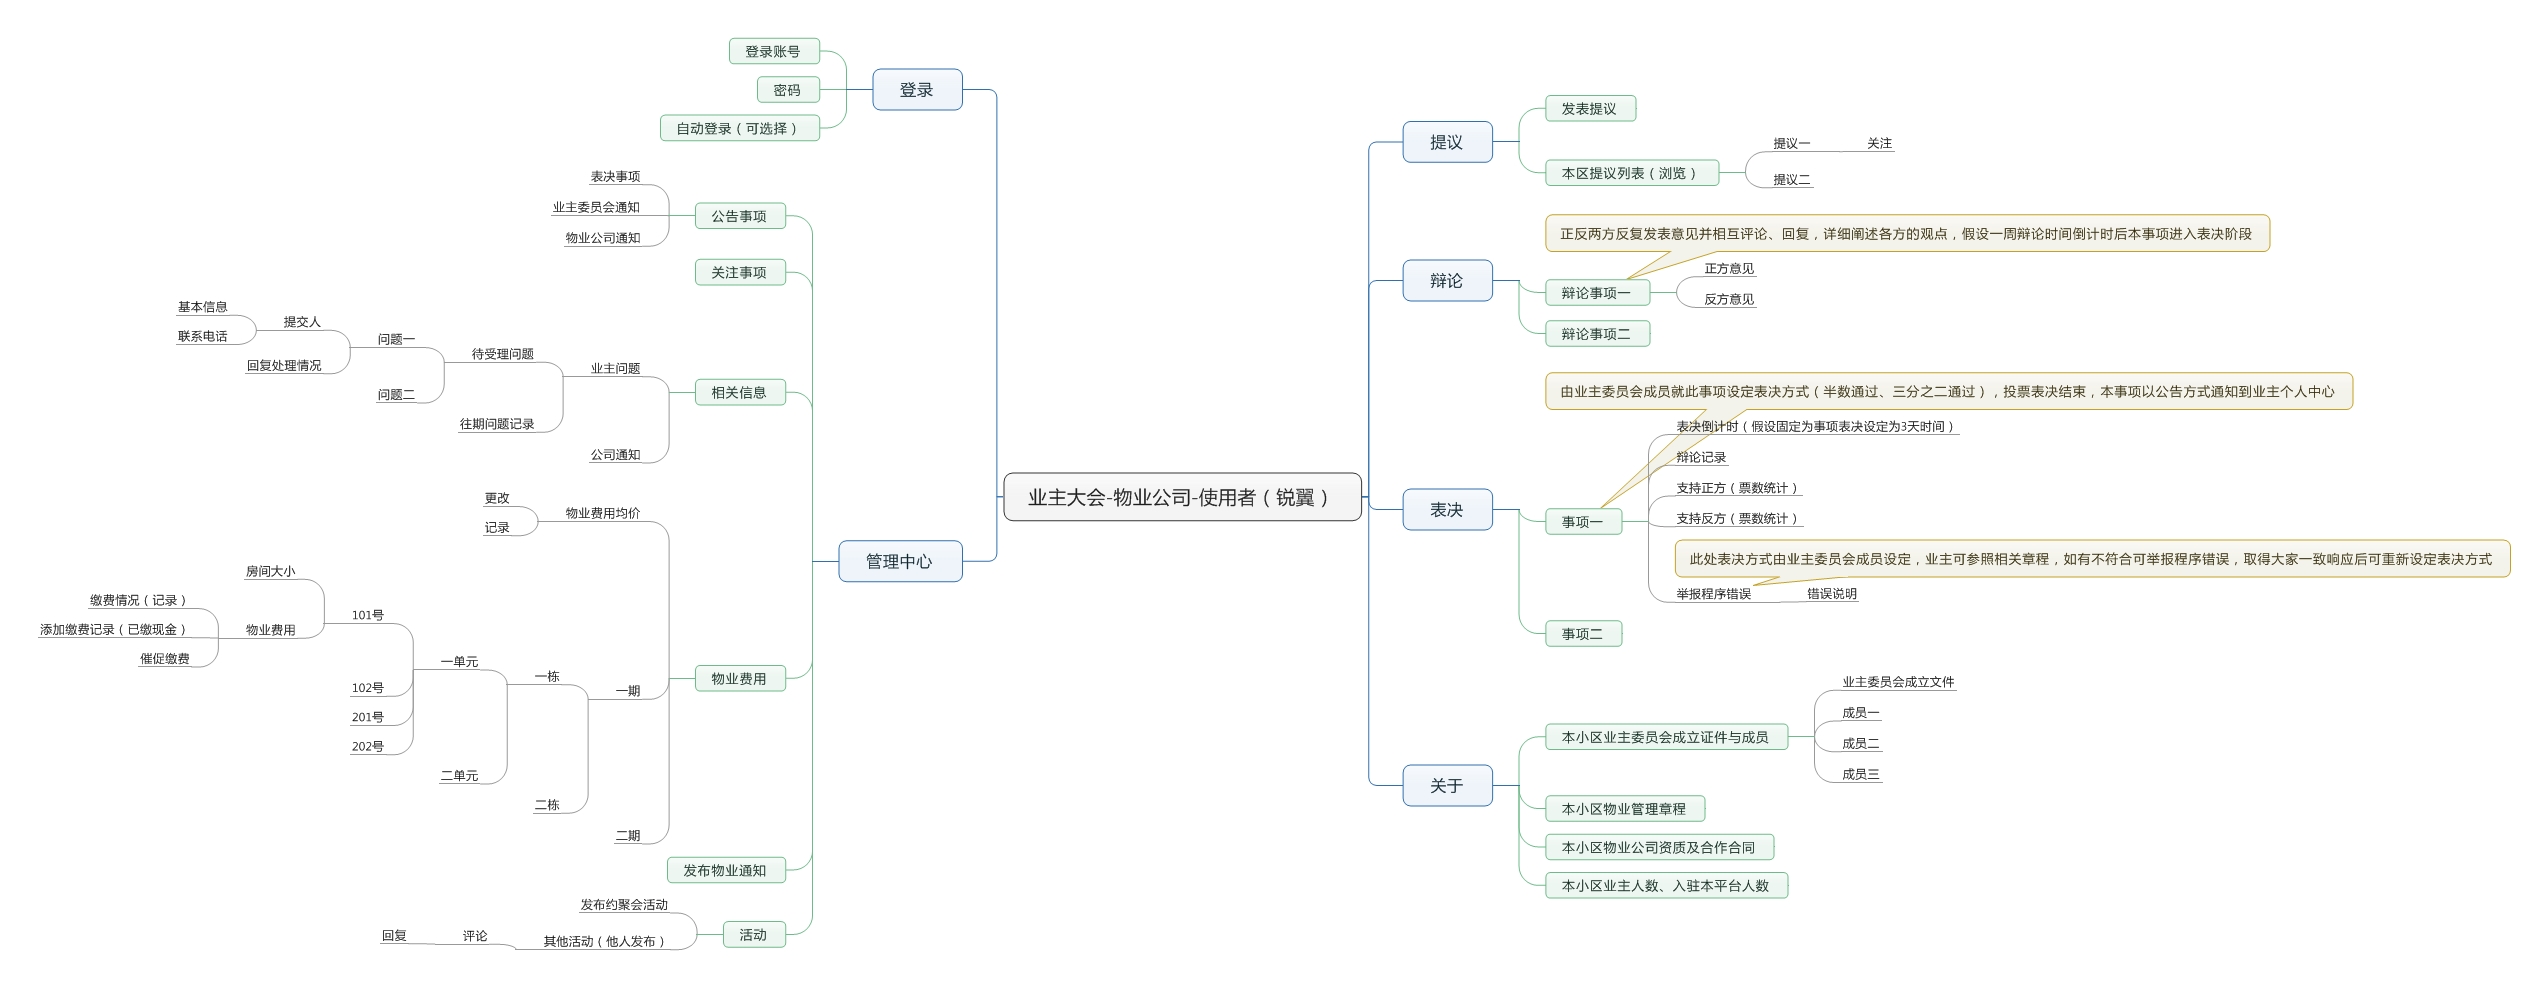 业主大会-物业公司-使用者（锐翼）
登录
登录账号
密码
自动登录（可选择）
管理中心
公告事项
表决事项
业主委员会通知
物业公司通知
关注事项
相关信息
业主问题
待受理问题
问题一
提交人
基本信息
联系电话
回复处理情况
问题二
往期问题记录
公司通知
物业费用
物业费用均价
更改
记录
一期
一栋
一单元
101号
房间大小
物业费用
缴费情况（记录）
添加缴费记录（已缴现金）
催促缴费
102号
201号
202号
二单元
二栋
二期
发布物业通知
活动
发布约聚会活动
其他活动（他人发布）
评论
回复
提议
发表提议
本区提议列表（浏览）
提议一
关注
提议二
辩论
正反两方反复发表意见并相互评论、回复，详细阐述各方的观点，假设一周辩论时间倒计时后本事项进入表决阶段
辩论事项一
正方意见
反方意见
辩论事项二
表决
由业主委员会成员就此事项设定表决方式（半数通过、三分之二通过），投票表决结束，本事项以公告方式通知到业主个人中心
事项一
表决倒计时（假设固定为事项表决设定为3天时间）
辩论记录
支持正方（票数统计）
支持反方（票数统计）
此处表决方式由业主委员会成员设定，业主可参照相关章程，如有不符合可举报程序错误，取得大家一致响应后可重新设定表决方式
举报程序错误
错误说明
事项二
关于
本小区业主委员会成立证件与成员
业主委员会成立文件
成员一
成员二
成员三
本小区物业管理章程
本小区物业公司资质及合作合同
本小区业主人数、入驻本平台人数